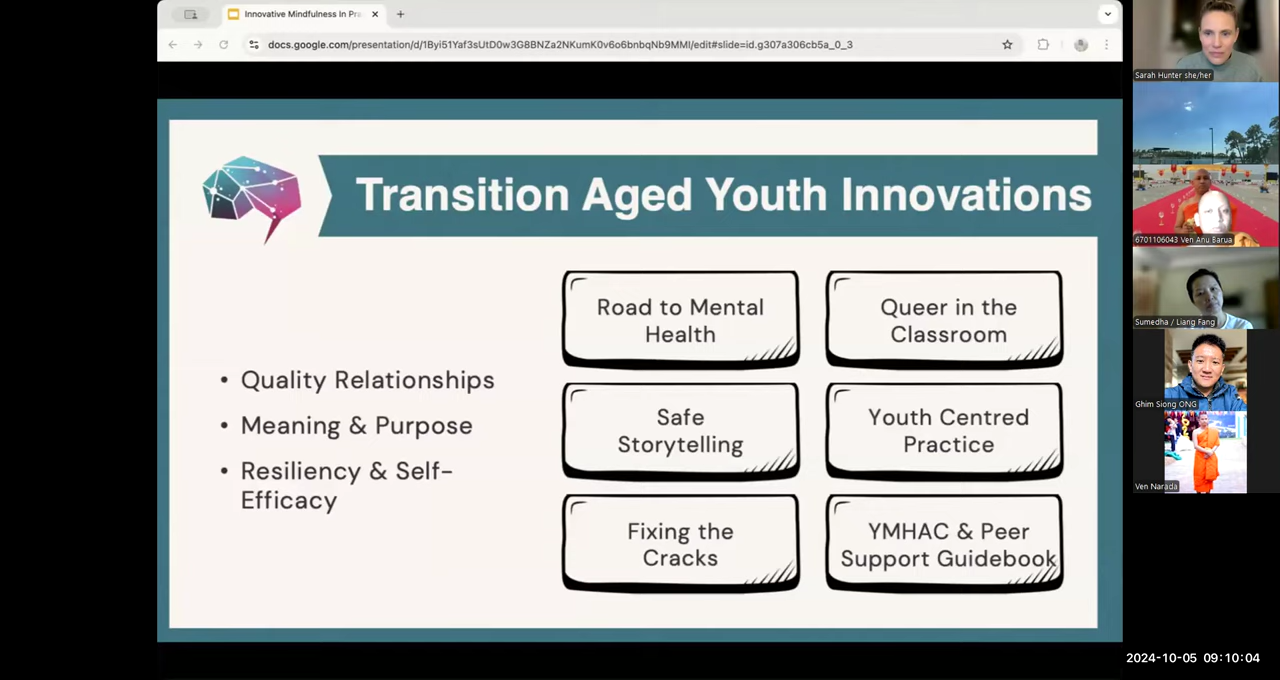 Innovative Mindfulness In Pra
docs.google.com/presentation/d/1Byi51Yaf3sUtD0w3G8BNZa2NKumK0v6o6bnbqNb9MMI/edit#slide=id.g307a306cb5a_0_3
Transition Aged Youth Innovations
• Quality Relationships
• Meaning & Purpose
• Resiliency & Self-
Efficacy
Road to Mental
Health
Queer in the
Classroom
Safe
Storytelling
Youth Centred
Practice
Fixing the
Cracks
YMHAC & Peer
Support Guidebook
Sarah Hunter she/her
6701106043 Ven Anu Barua
Sumedha / Liang Fang
Ghim Siong ONG
Ven Narada
2024-10-05 09:10:04